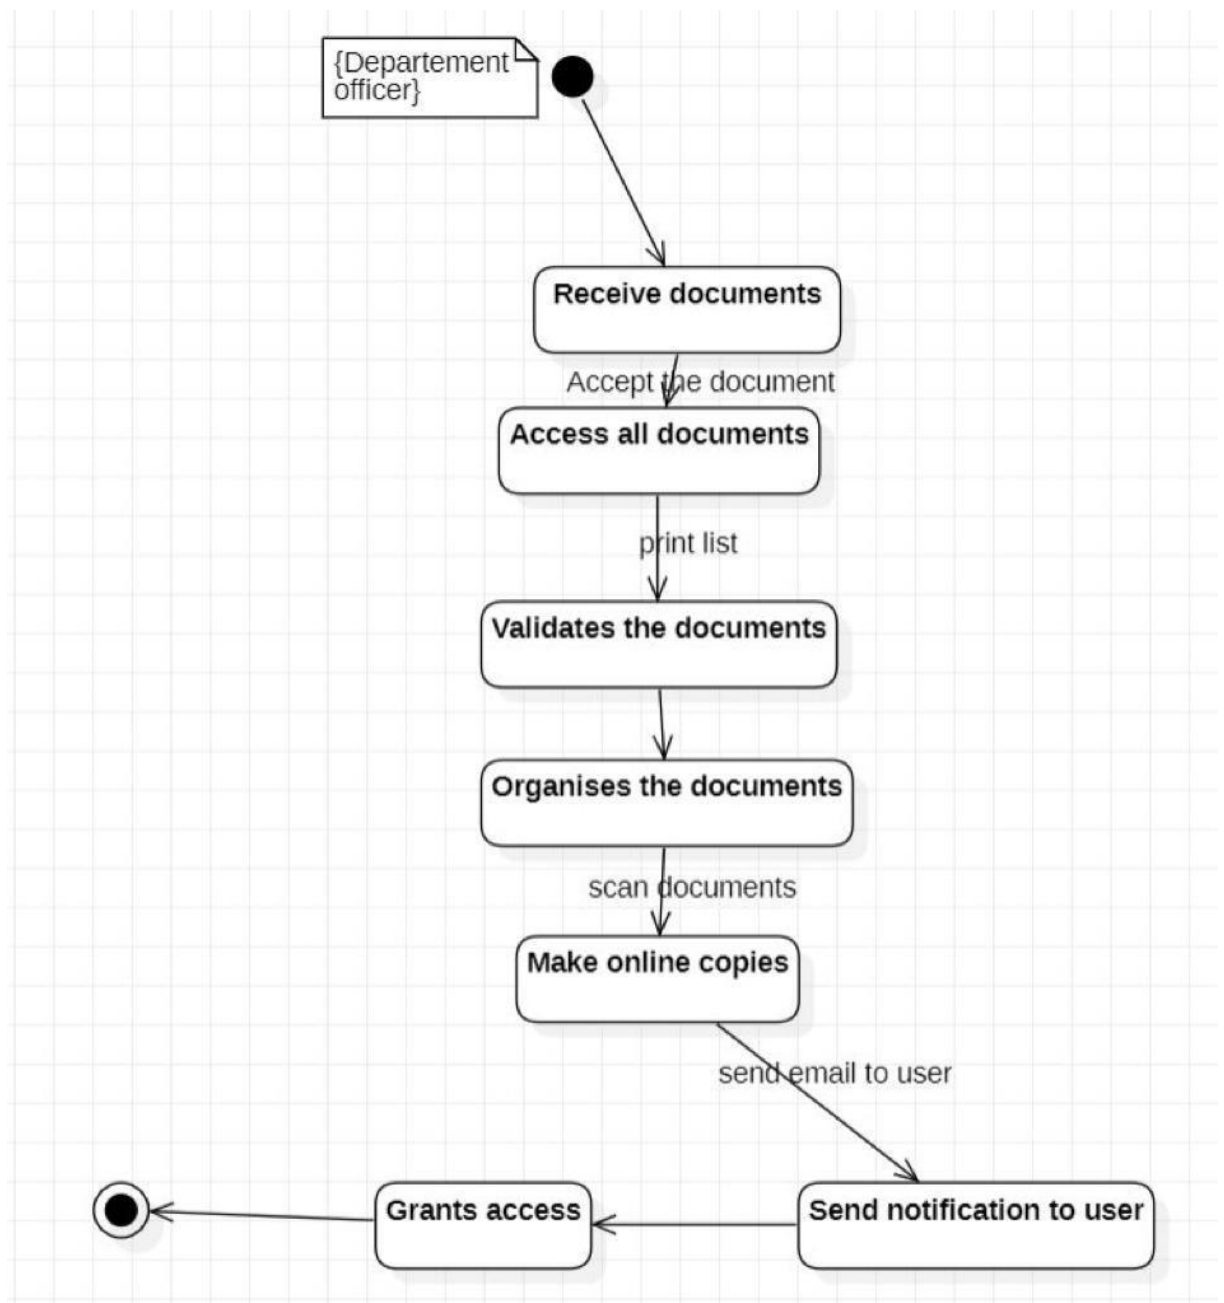 {Departement
officer}
Receive documents
Accept the document
Access all documents
print list
Validates the documents
Organises the documents
scan documents
Make online copies
send email to user
Grants access
Send notification to user